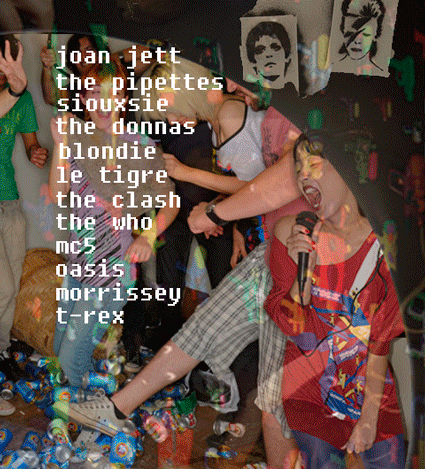 joan jett
the pipettes
siouxsie
the donnas
blondie
le tigre
the clash
the who
mc5
oasis
morrissey
t-rex